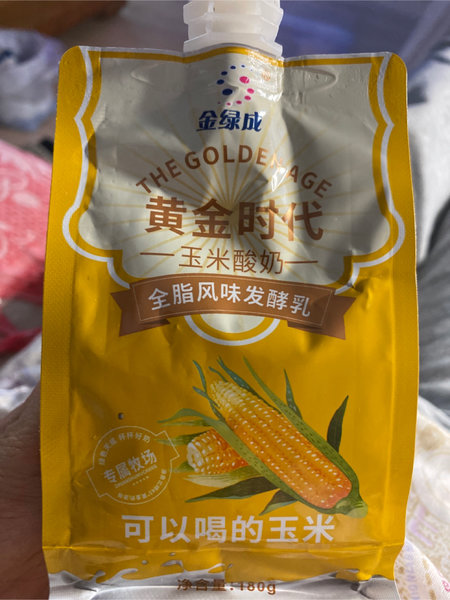 金绿成
THE GOLDEN AGE
黄金时代
玉米酸奶
全脂风味发酵乳
专属牧场
可以喝的玉米
净含量:180g